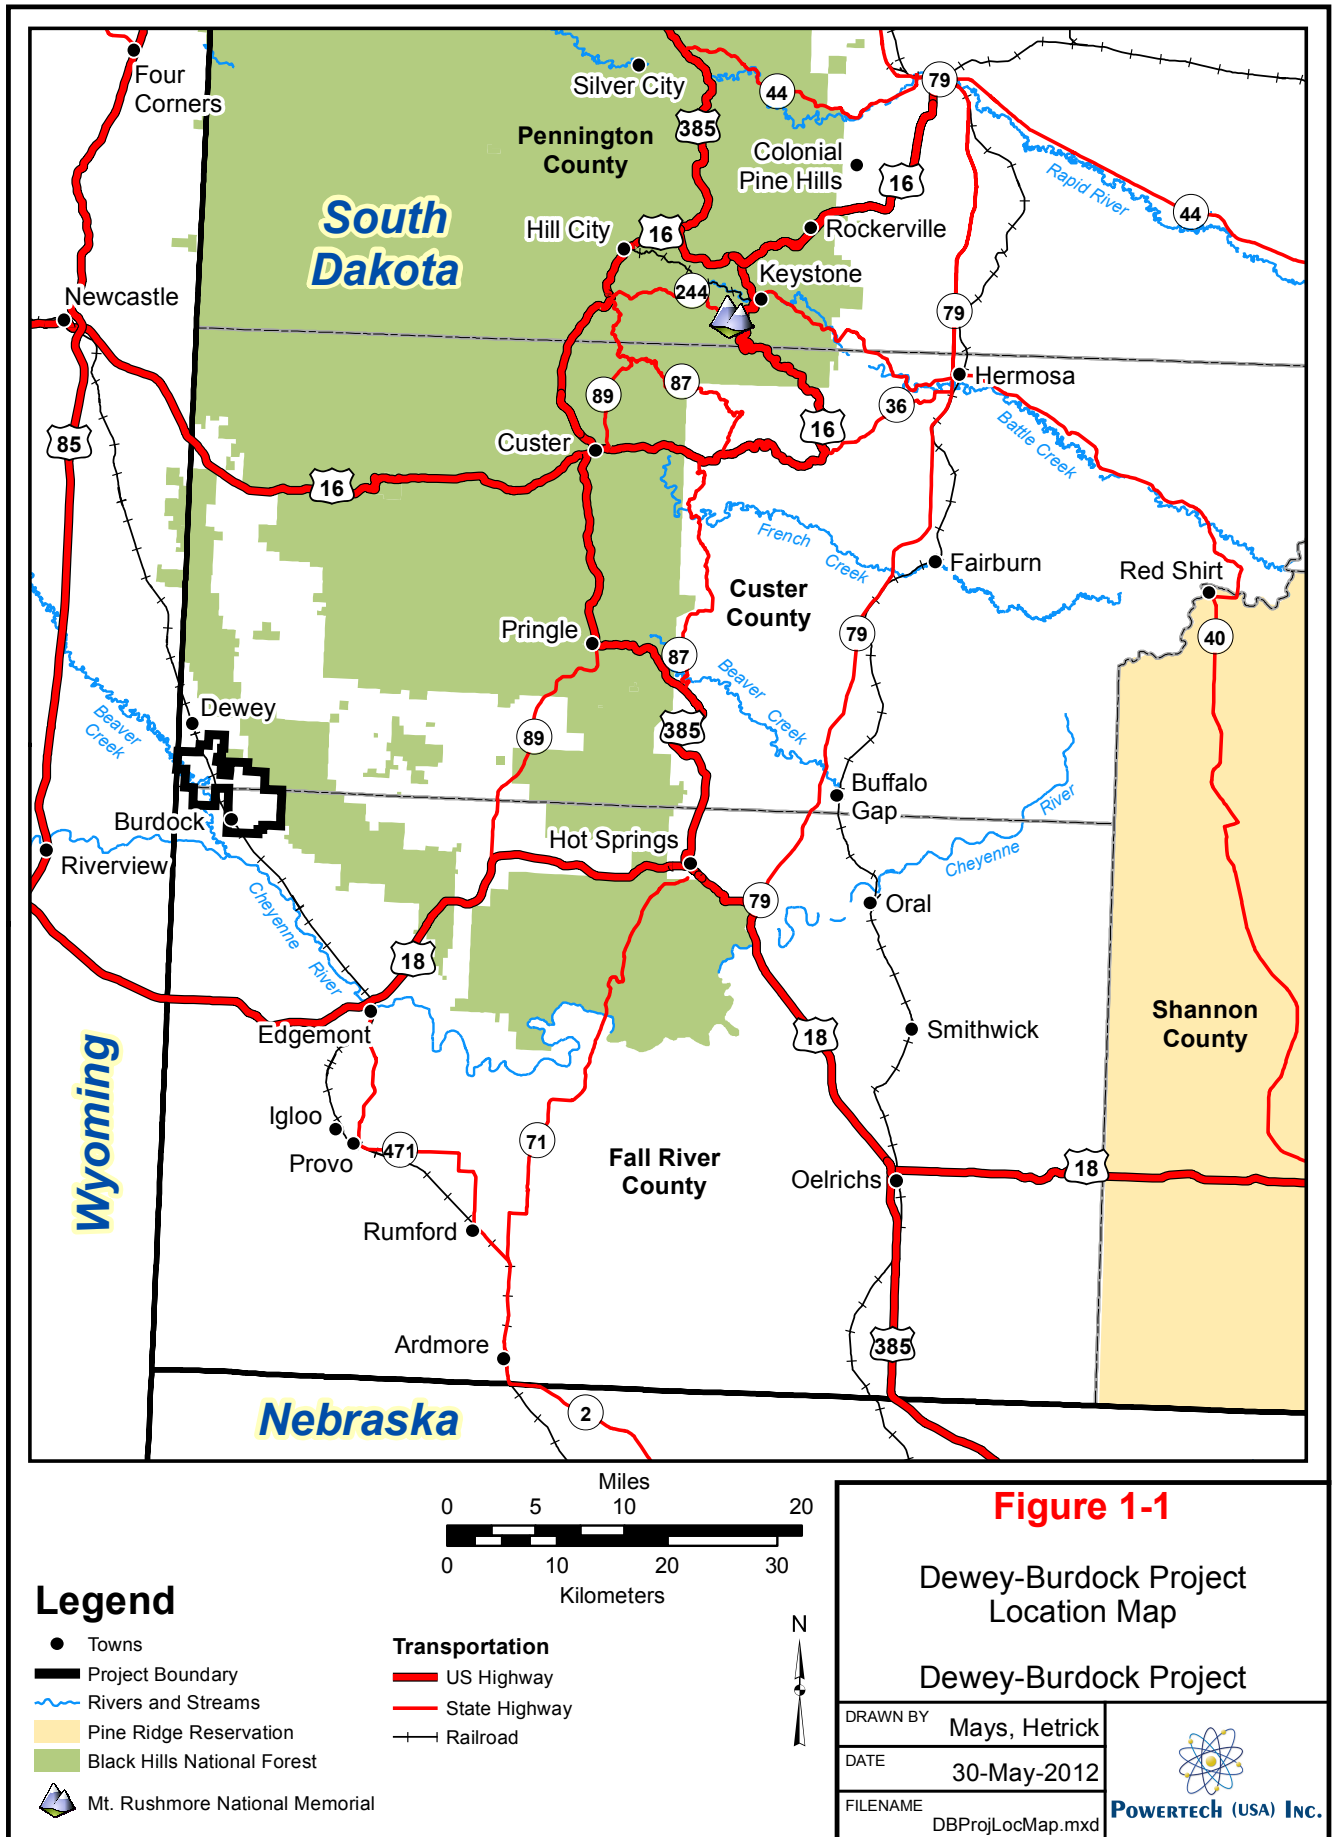 Four
Corners
Silver City
44
79
385
Pennington
County
Colonial
Pine Hills
16
Rapid River
44
South
Dakota
Hill City
16
Rockerville
Keystone
244
Newcastle
79
Hermosa
87
89
36
16
Battle Creek
85
Custer
16
French
Creek
Fairburn
Red Shirt
Custer
County
Pringle
79
40
87
Beaver
Creek
Dewey
Beaver
Creek
385
89
Buffalo
Gap
River
Burdock
Hot Springs
Cheyenne
Riverview
Cheyenne
River
79
Oral
18
Shannon
County
Edgemont
18
Smithwick
Wyoming
Igloo
Provo
471
71
Fall River
County
Oelrichs
18
Rumford
Ardmore
385
Nebraska
2
Miles
0 5 10 20
0 10 20 30
Kilometers
N
Legend
Towns
Project Boundary
Rivers and Streams
Pine Ridge Reservation
Black Hills National Forest
Mt. Rushmore National Memorial
Transportation
US Highway
State Highway
Railroad
Figure 1-1
Dewey-Burdock Project
Location Map
Dewey-Burdock Project
DRAWN BY Mays, Hetrick
DATE 30-May-2012
FILENAME DBProjLocMap.mxd
POWERTECH (USA) INC.